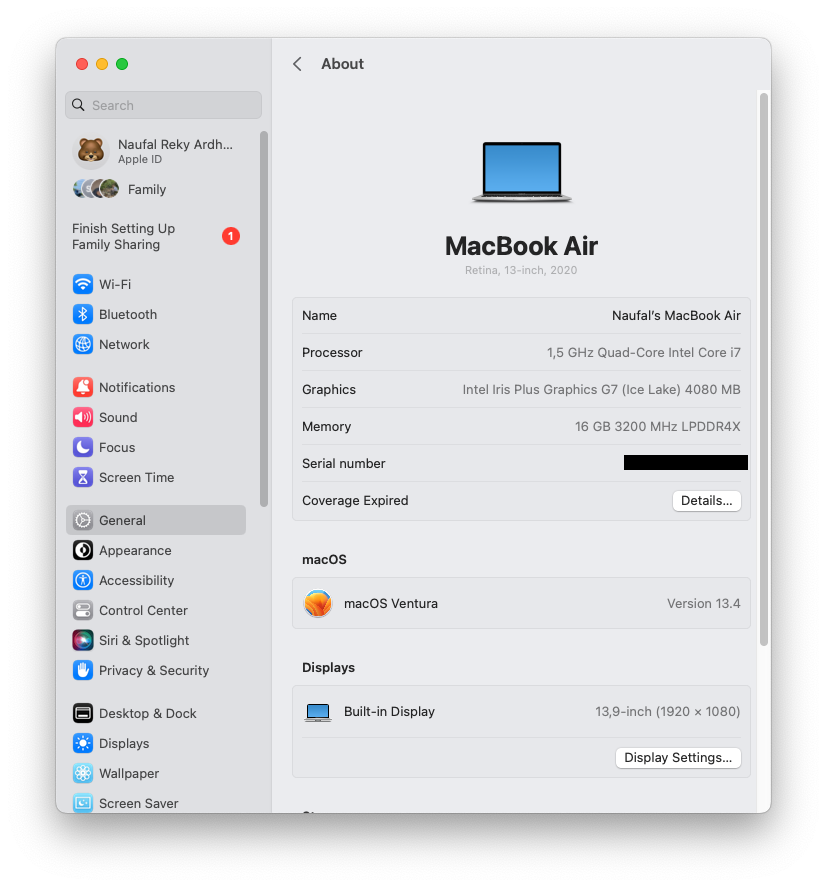 Search
Naufal Reky Ardh...
Apple ID
Family
Finish Setting Up
Family Sharing
1
Wi-Fi
Bluetooth
Network
Notifications
Sound
Focus
Screen Time
General
Appearance
Accessibility
Control Center
Siri & Spotlight
Privacy & Security
Desktop & Dock
Displays
Wallpaper
Screen Saver
About
MacBook Air
Retina, 13-inch, 2020
Name Naufal's MacBook Air
Processor 1,5 GHz Quad-Core Intel Core i7
Graphics Intel Iris Plus Graphics G7 (Ice Lake) 4080 MB
Memory 16 GB 3200 MHz LPDDR4X
Serial number
Coverage Expired Details...
macOS
macOS Ventura Version 13.4
Displays
Built-in Display 13,9-inch (1920 × 1080)
Display Settings...